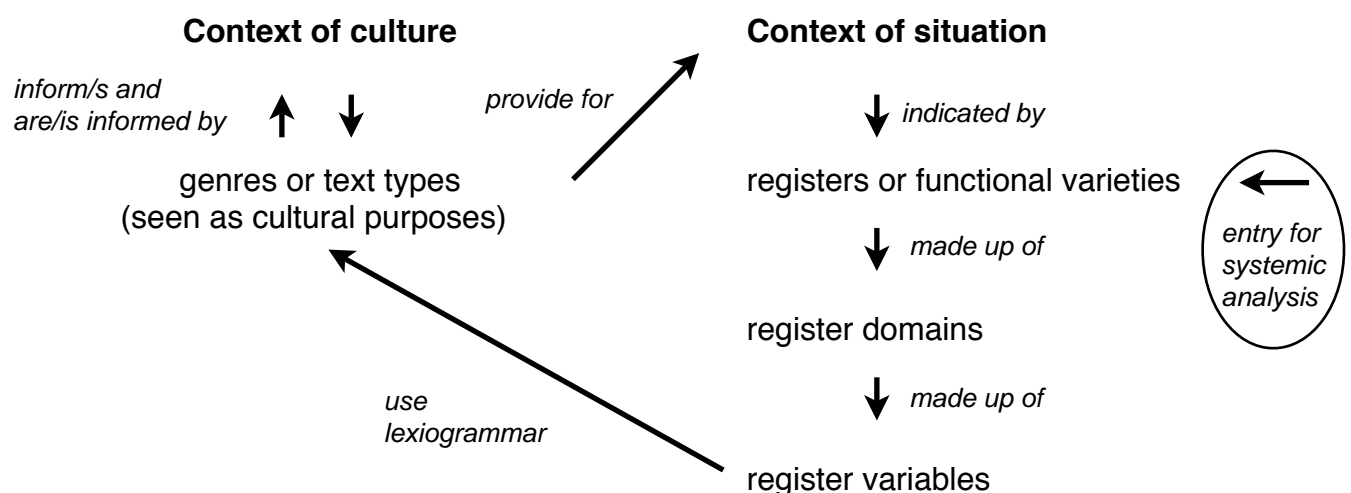 Context of culture
Context of situation
inform/s and
are/is informed by
provide for
indicated by
genres or text types
(seen as cultural purposes)
registers or functional varieties
entry for
systemic
analysis
made up of
register domains
use
lexiogrammar
made up of
register variables